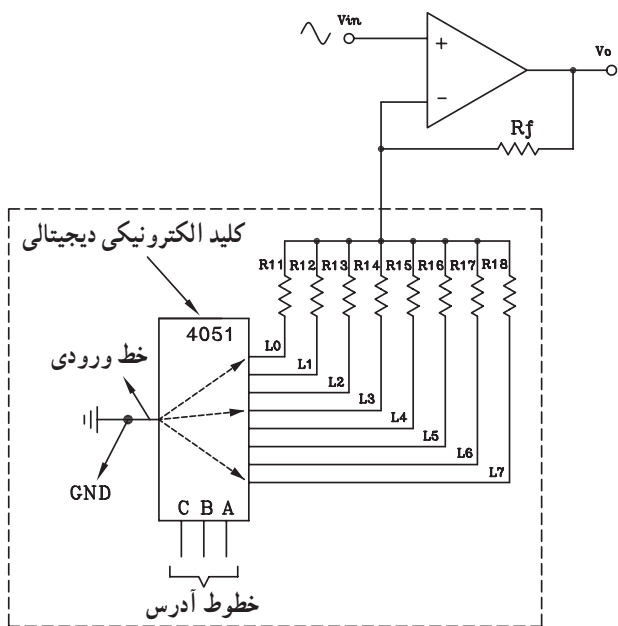 Vin
+
Vo
−
Rf
کلید الکترونیکی دیجیتالی
R11 R12 R13 R14 R15 R16 R17 R18
4051
L0
خط ورودی
L1
L2
L3
L4
L5
L6
L7
GND
C B A
خطوط آدرس